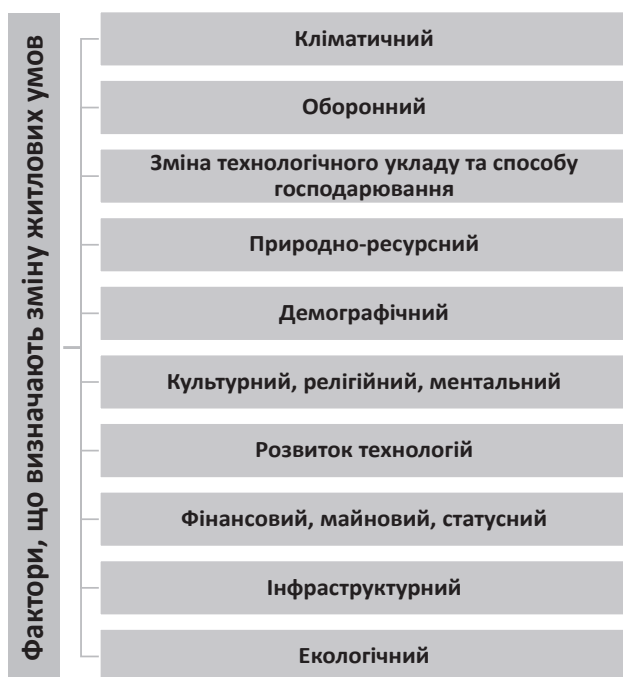 Фактори, що визначають зміну житлових умов
Кліматичний
Оборонний
Зміна технологічного укладу та способу
господарювання
Природно-ресурсний
Демографічний
Культурний, релігійний, ментальний
Розвиток технологій
Фінансовий, майновий, статусний
Інфраструктурний
Екологічний